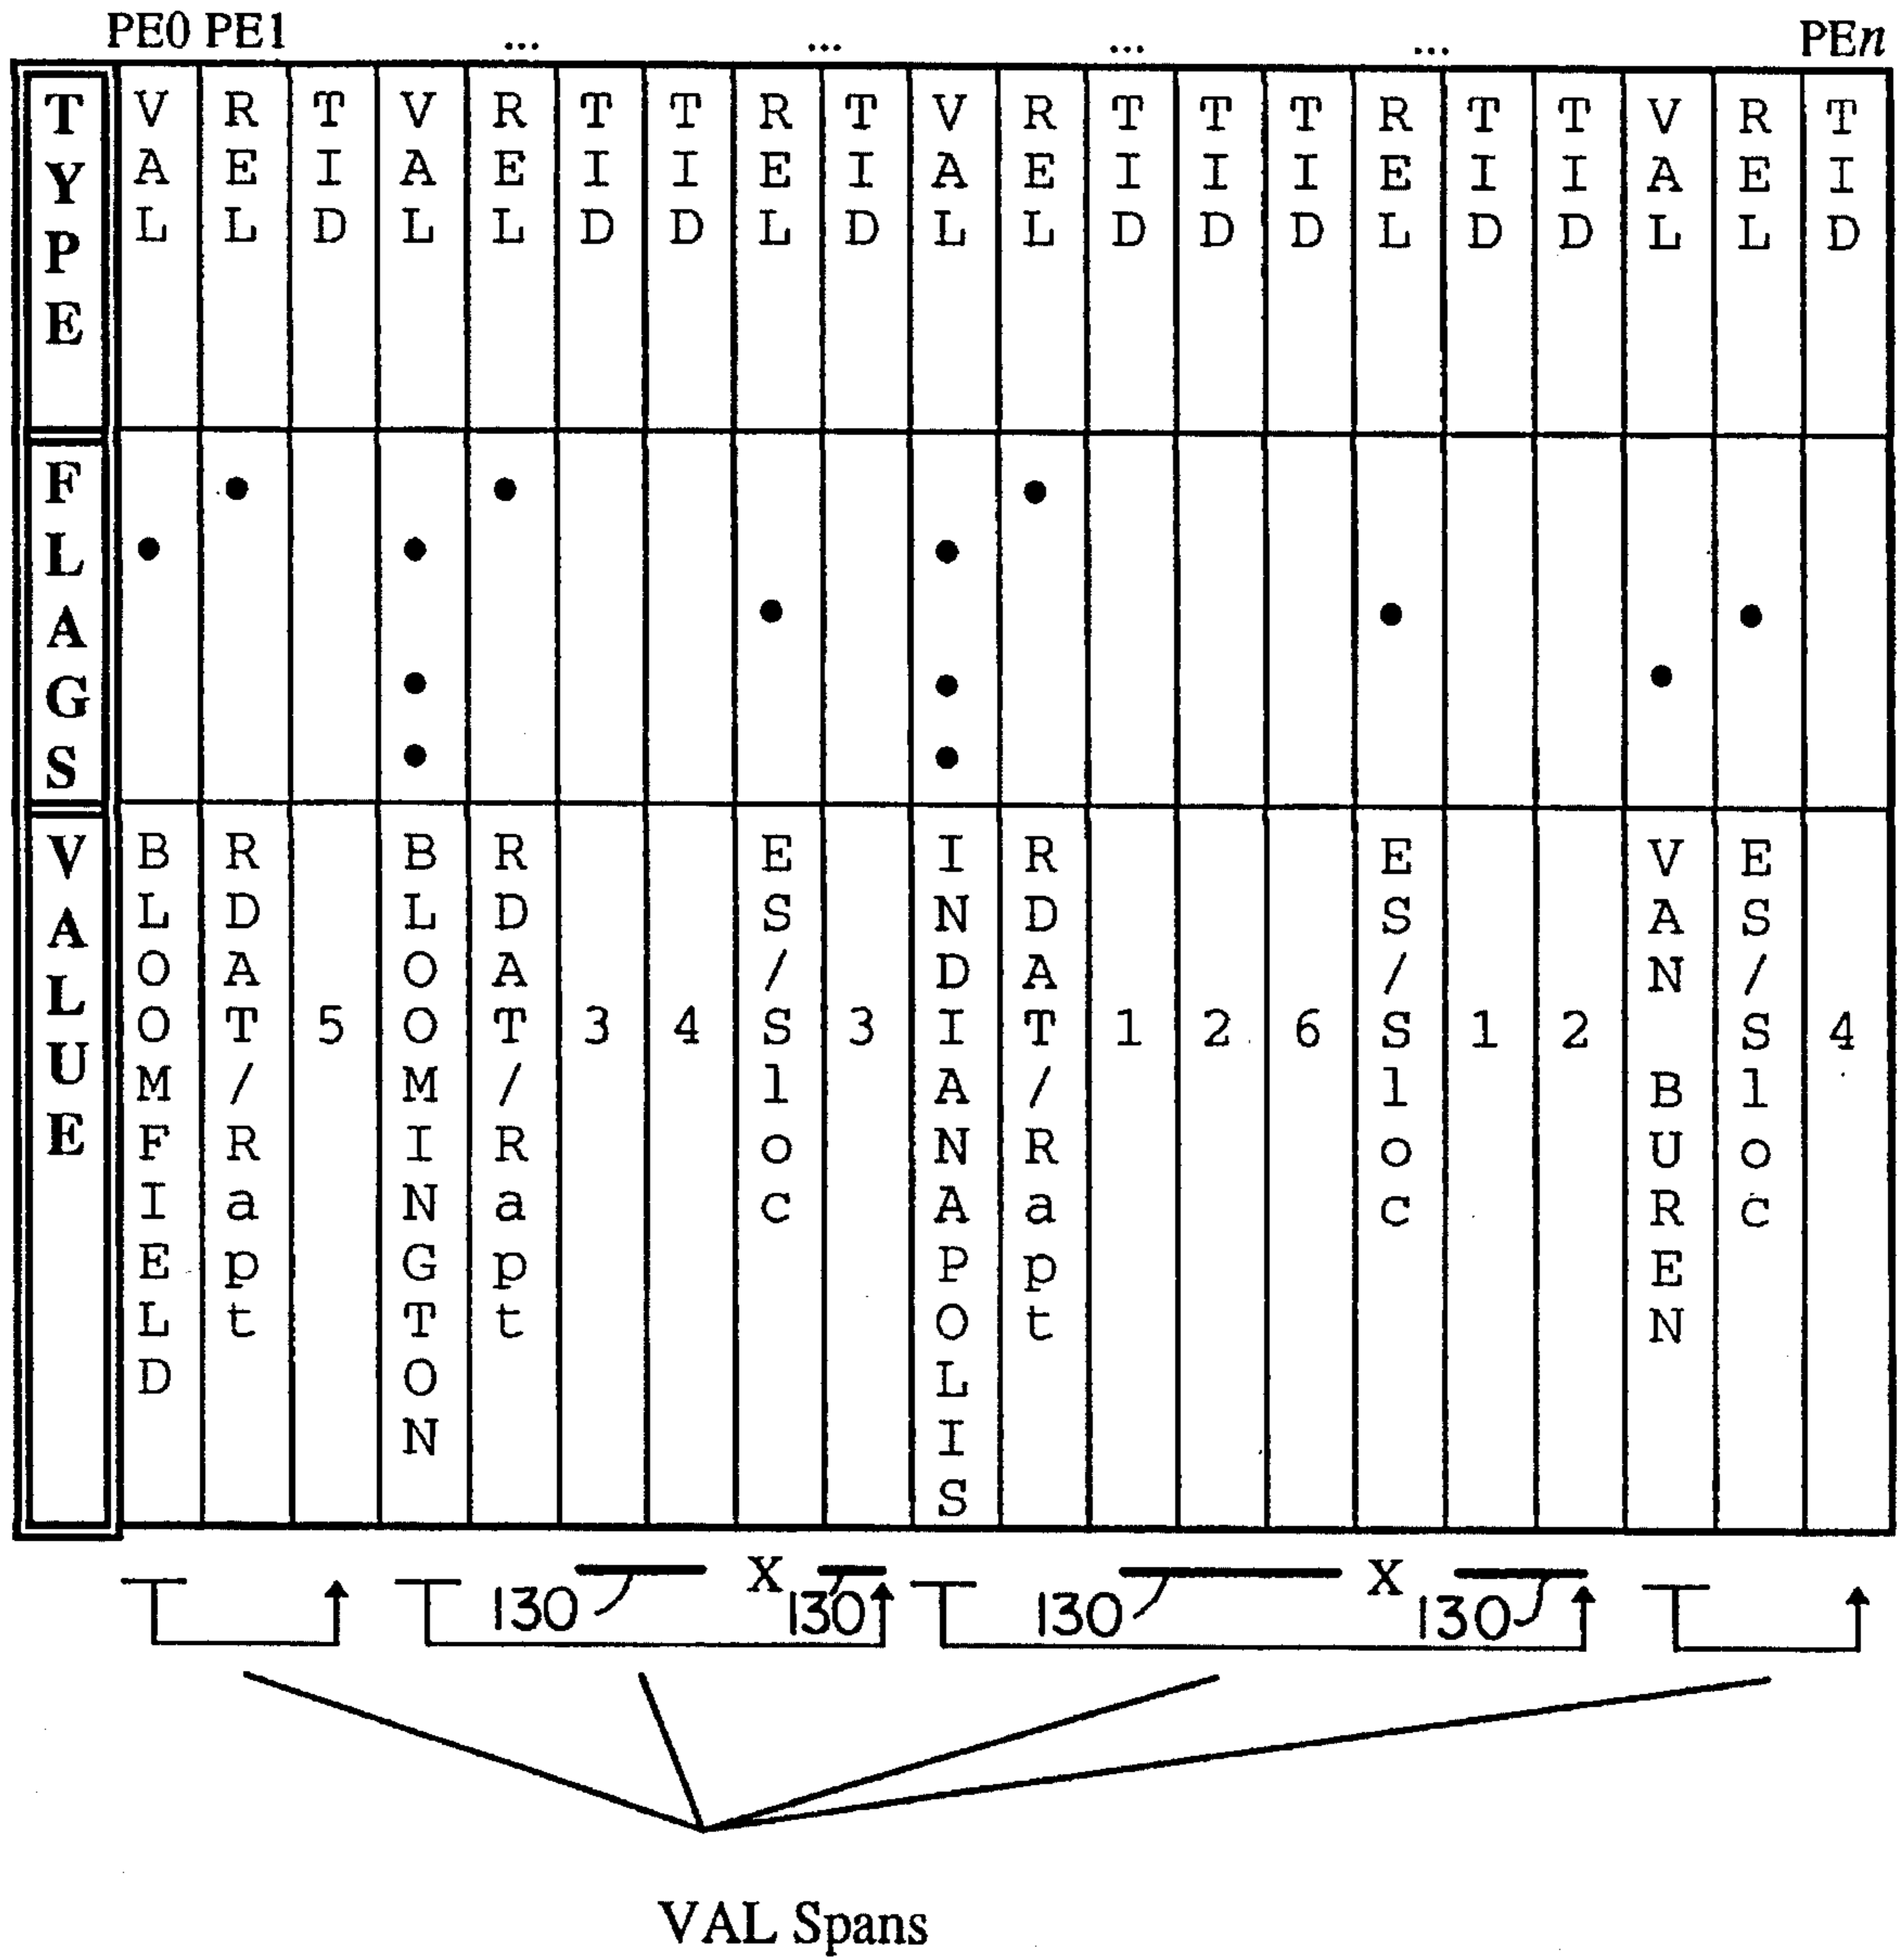 PE0 PE1 ... ... ... ... PEn
TYPE VAL REL TID VAL REL TID TID REL TID VAL REL TID TID TID REL TID TID VAL REL TID
FLAGS
VALUE BLOOMFIELD RDAT/Rapt 5 BLOOMINGTON RDAT/Rapt 3 4 ES/Sloc 3 INDIANAPOLIS RDAT/Rapt 1 2 6 ES/Sloc 1 2 VAN BUREN ES/Sloc 4
130 X 130 130 X 130
VAL Spans